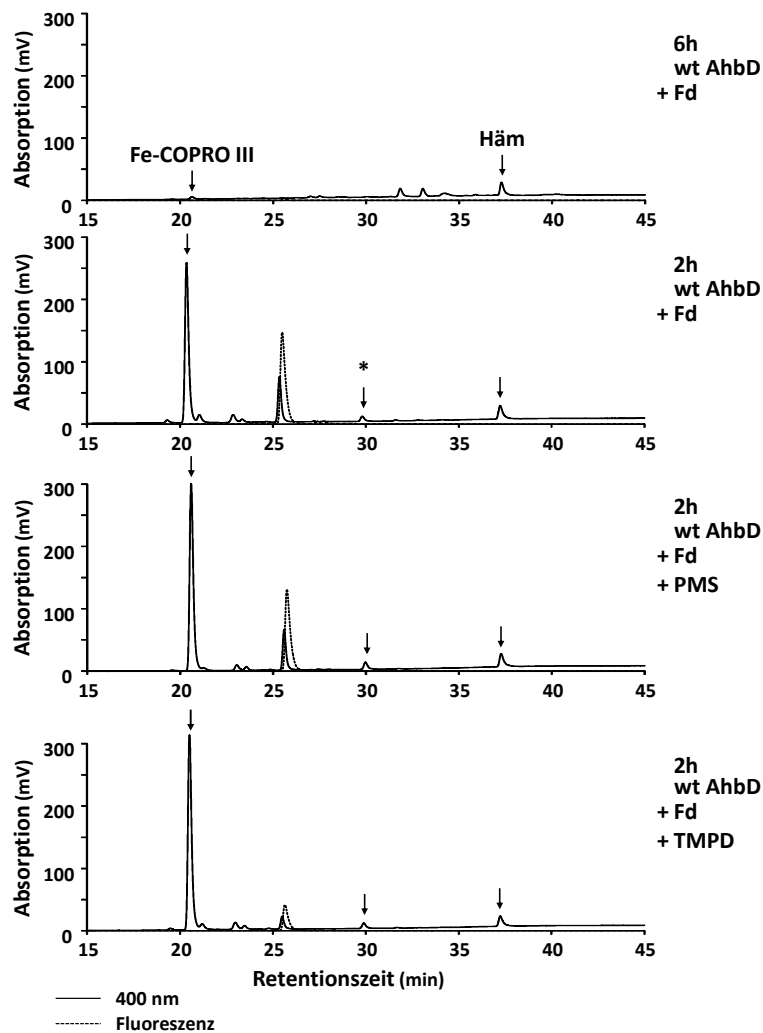 300
200
100
0
Absorption (mV)
Fe-COPRO III
Häm
6h
wt AhbD
+ Fd
15 20 25 30 35 40 45
300
200
100
0
Absorption (mV)
*
2h
wt AhbD
+ Fd
15 20 25 30 35 40 45
300
200
100
0
Absorption (mV)
2h
wt AhbD
+ Fd
+ PMS
15 20 25 30 35 40 45
300
200
100
0
Absorption (mV)
2h
wt AhbD
+ Fd
+ TMPD
15 20 25 30 35 40 45
Retentionszeit (min)
400 nm
Fluoreszenz